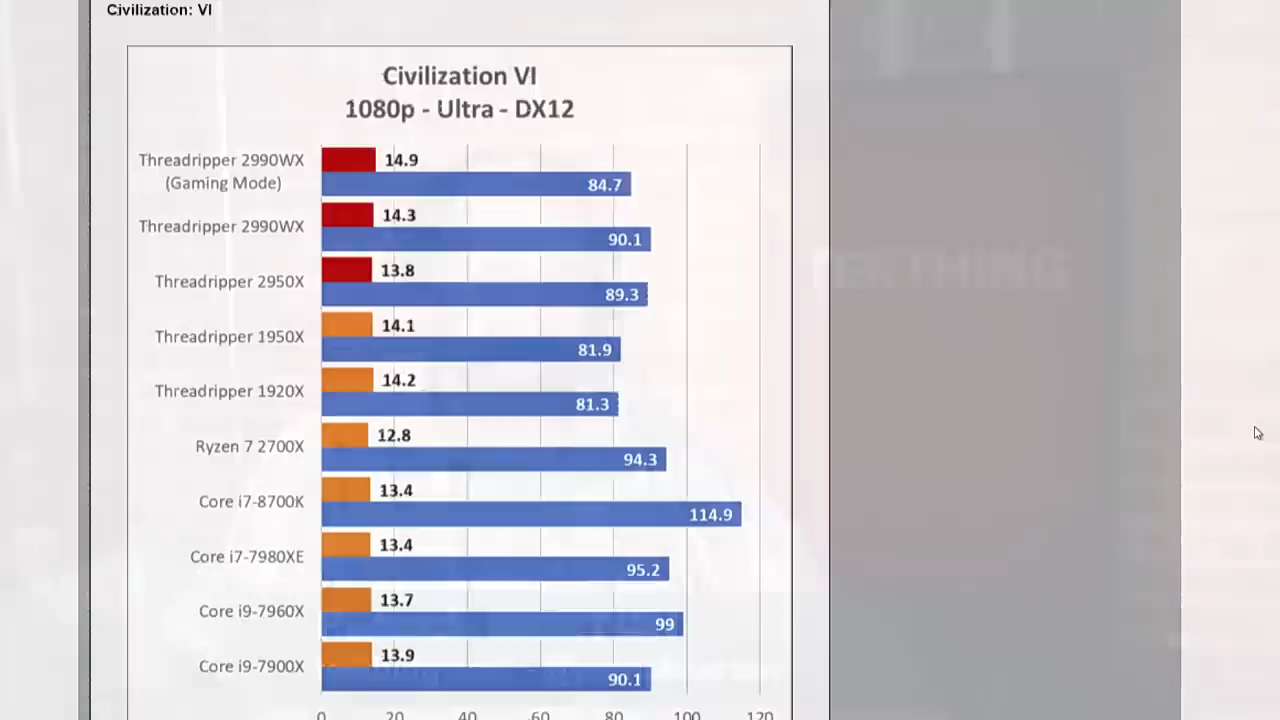 Civilization: VI
Civilization VI
1080p - Ultra - DX12
Threadripper 2990WX
(Gaming Mode)
14.9
84.7
Threadripper 2990WX
14.3
90.1
Threadripper 2950X
13.8
89.3
Threadripper 1950X
14.1
81.9
Threadripper 1920X
14.2
81.3
Ryzen 7 2700X
12.8
94.3
Core i7-8700K
13.4
114.9
Core i7-7980XE
13.4
95.2
Core i9-7960X
13.7
99
Core i9-7900X
13.9
90.1
0 20 40 60 80 100 120